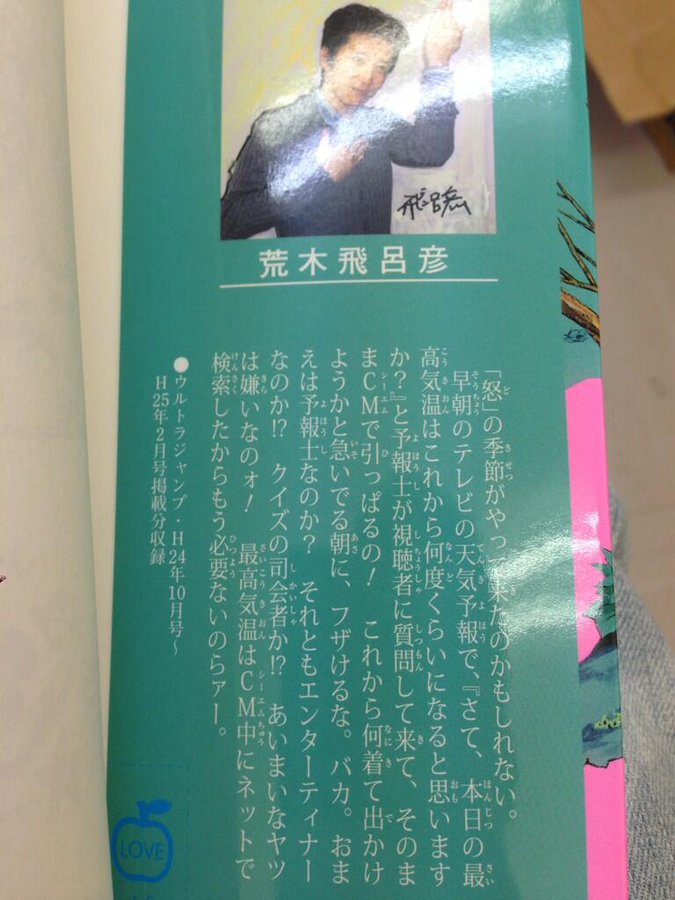 飛呂彦
荒木飛呂彦
「怒」の季節がやって来たのかもしれない。
早朝のテレビの天気予報で、『さて、本日の最
高気温はこれから何度くらいになると思います
か?』と予報士が視聴者に質問して来て、そのま
まCMで引っぱるの! これから何着て出かけ
ようかと急いでる朝に、フザけるな。バカ。おま
えは予報士なのか? それともエンターティナー
なのか!? クイズの司会者か!? あいまいなヤツ
は嫌いなのォ! 最高気温はCM中にネットで
検索したからもう必要ないのらァー。
●ウルトラジャンプ・H24年10月号~
H25年2月号掲載分収録
LOVE